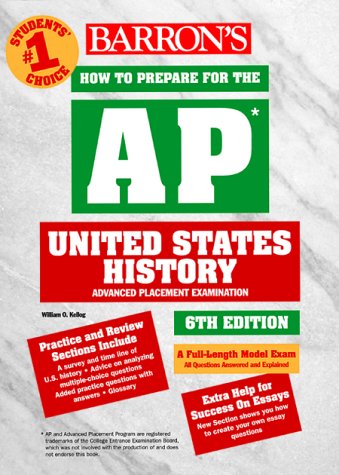 STUDENTS'
#1
CHOICE
BARRON'S
HOW TO PREPARE FOR THE
AP*
UNITED STATES
HISTORY
ADVANCED PLACEMENT EXAMINATION
William O. Kellog
6TH EDITION
Practice and Review
Sections Include
A survey and time line of
U.S. history • Advice on analyzing
multiple-choice questions
Added practice questions with
answers • Glossary
A Full-Length Model Exam
All Questions Answered and Explained
Extra Help for
Success On Essays
New Section shows you how
to create your own essay
questions
* AP and Advanced Placement Program are registered
trademarks of the College Entrance Examination Board,
which was not involved with the production of and does
not endorse this book.